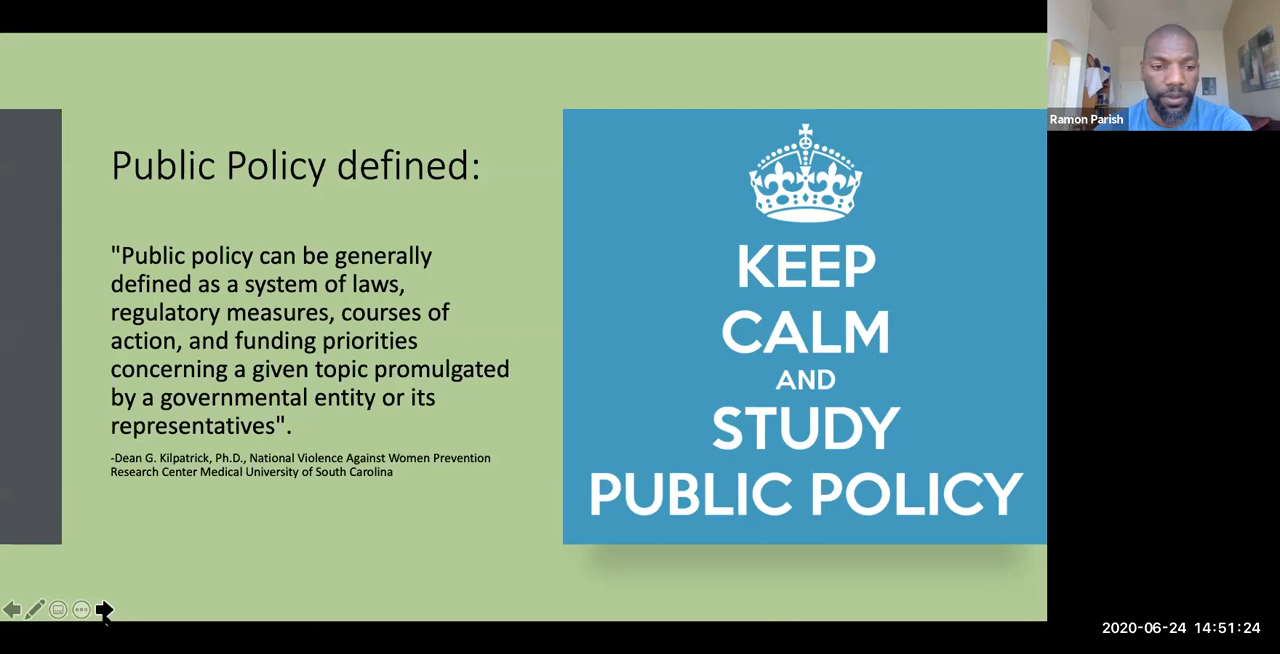 Public Policy defined:
"Public policy can be generally
defined as a system of laws,
regulatory measures, courses of
action, and funding priorities
concerning a given topic promulgated
by a governmental entity or its
representatives".
-Dean G. Kilpatrick, Ph.D., National Violence Against Women Prevention
Research Center Medical University of South Carolina
KEEP
CALM
AND
STUDY
PUBLIC POLICY
Ramon Parish
2020-06-24 14:51:24